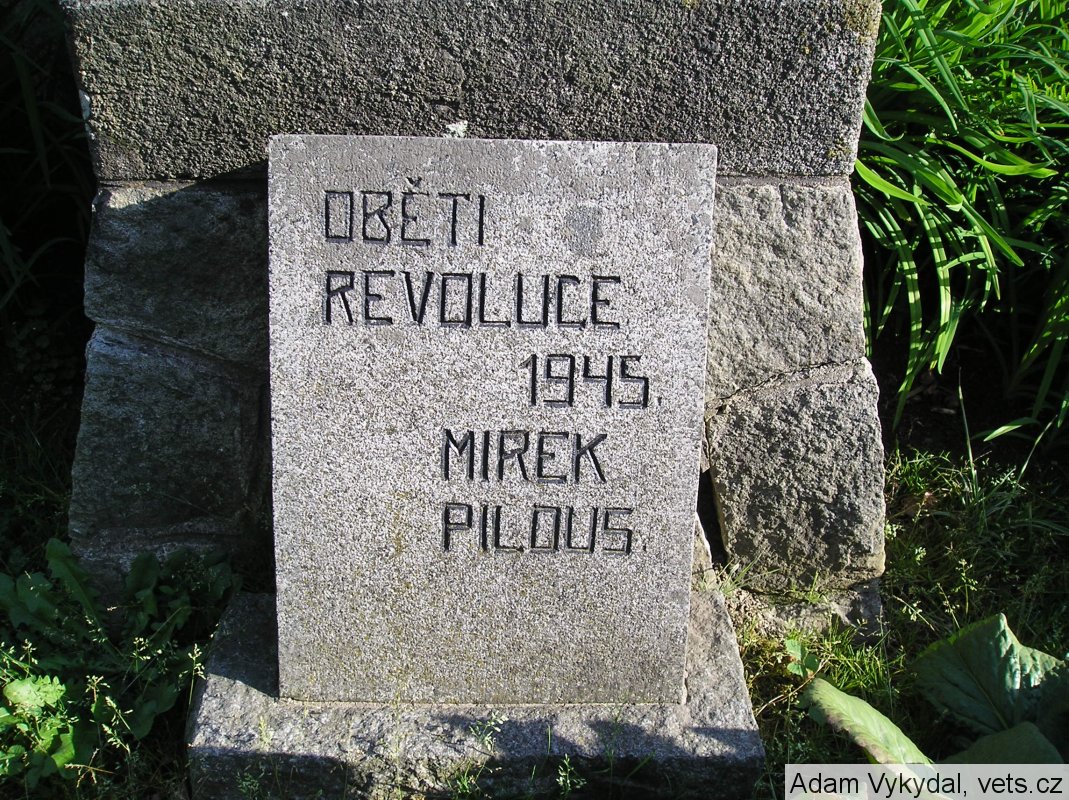 OBĚTI
REVOLUCE
1945.
MIREK
PILOUS.
Adam Vykydal, vets.cz